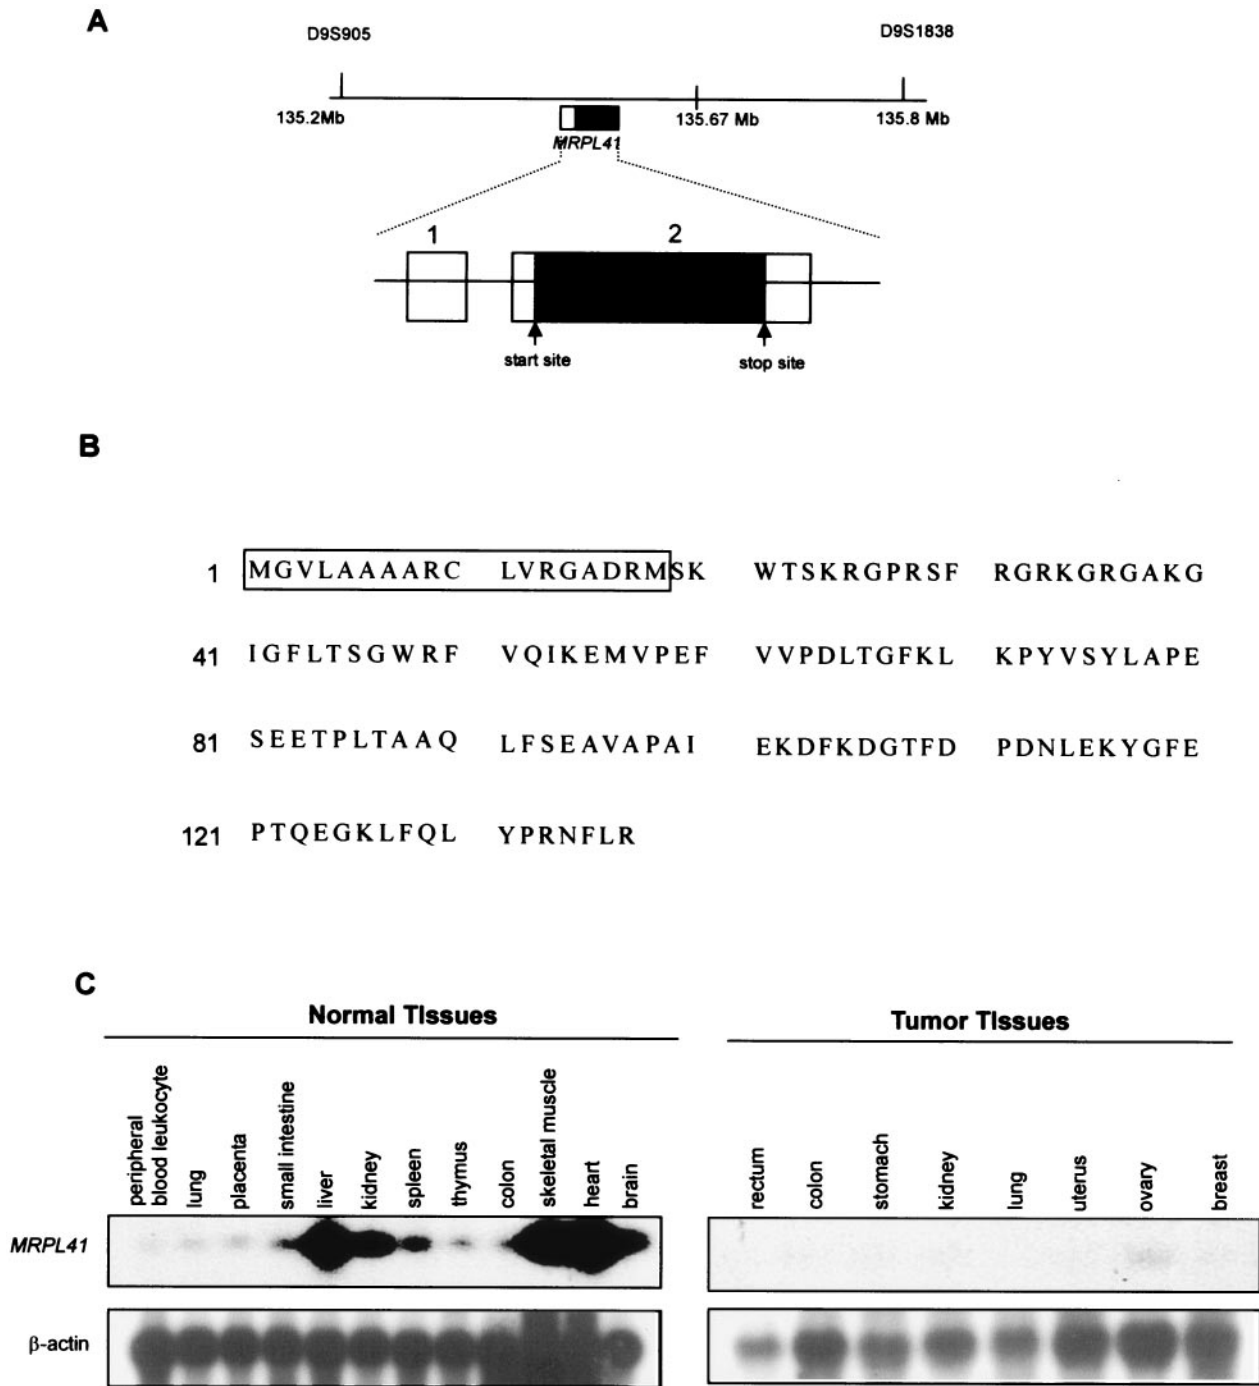 A
D9S905 D9S1838
135.2Mb 135.67 Mb 135.8 Mb
MRPL41
1 2
start site stop site
B
1 MGVLAAAARC LVRGADRMSK WTSKRGPRSF RGRKGRGAKG
41 IGFLTSGWRF VQIKEMVPEF VVPDLTGFKL KPYVSYLAPE
81 SEETPLTAAQ LFSEAVAPAI EKDFKDGTFD PDNLEKYGFE
121 PTQEGKLFQL YPRNFLR
C
Normal TIssues Tumor TIssues
peripheral
blood leukocyte
lung
placenta
small intestine
liver
kidney
spleen
thymus
colon
skeletal muscle
heart
brain
rectum
colon
stomach
kidney
lung
uterus
ovary
breast
MRPL41
β-actin